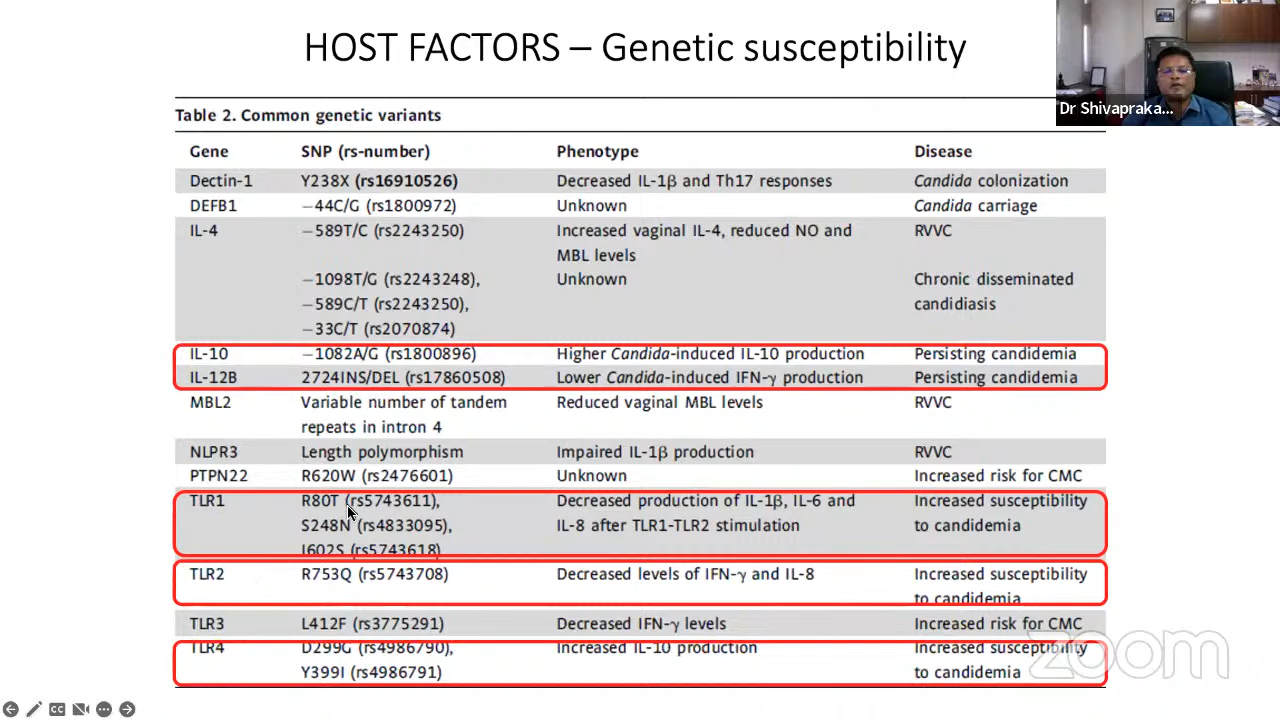 HOST FACTORS – Genetic susceptibility
Dr Shivapraka...
Table 2. Common genetic variants
Gene SNP (rs-number) Phenotype Disease
Dectin-1 Y238X (rs16910526) Decreased IL-1β and Th17 responses Candida colonization
DEFB1 −44C/G (rs1800972) Unknown Candida carriage
IL-4 −589T/C (rs2243250) Increased vaginal IL-4, reduced NO and RVVC
MBL levels
−1098T/G (rs2243248), Unknown Chronic disseminated
−589C/T (rs2243250), candidiasis
−33C/T (rs2070874)
IL-10 −1082A/G (rs1800896) Higher Candida-induced IL-10 production Persisting candidemia
IL-12B 2724INS/DEL (rs17860508) Lower Candida-induced IFN-γ production Persisting candidemia
MBL2 Variable number of tandem Reduced vaginal MBL levels RVVC
repeats in intron 4
NLPR3 Length polymorphism Impaired IL-1β production RVVC
PTPN22 R620W (rs2476601) Unknown Increased risk for CMC
TLR1 R80T (rs5743611), Decreased production of IL-1β, IL-6 and Increased susceptibility
S248N (rs4833095), IL-8 after TLR1-TLR2 stimulation to candidemia
I602S (rs5743618)
TLR2 R753Q (rs5743708) Decreased levels of IFN-γ and IL-8 Increased susceptibility
to candidemia
TLR3 L412F (rs3775291) Decreased IFN-γ levels Increased risk for CMC
TLR4 D299G (rs4986790), Increased IL-10 production Increased susceptibility
Y399I (rs4986791) to candidemia
zoom
CC